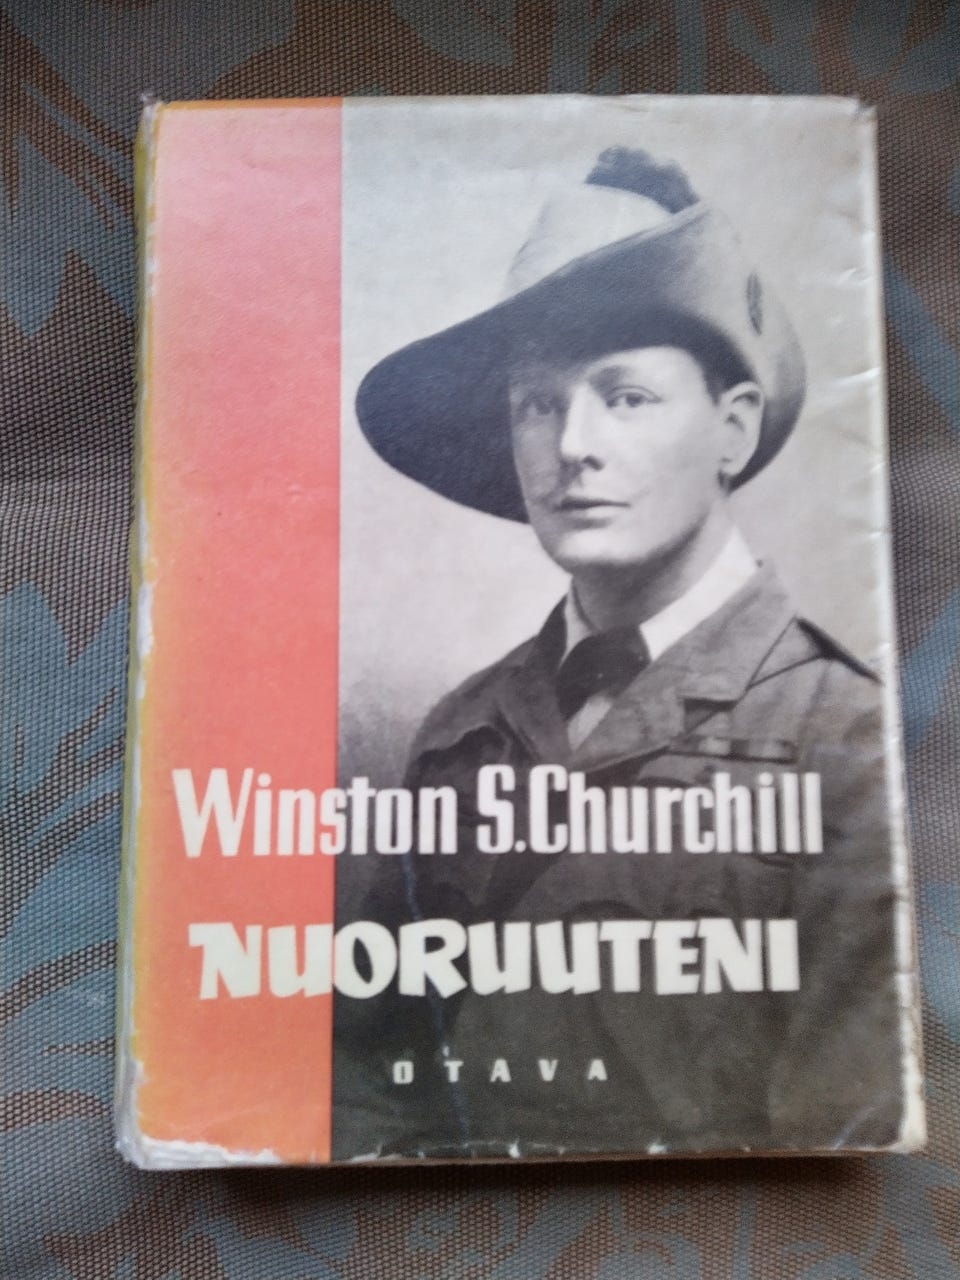 Winston S. Churchill
NUORUUTENI
OTAVA